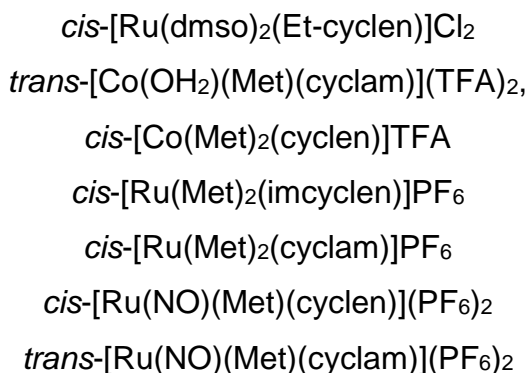 cis-[Ru(dmso)₂(Et-cyclen)]Cl₂
trans-[Co(OH₂)(Met)(cyclam)](TFA)₂,
cis-[Co(Met)₂(cyclen)]TFA
cis-[Ru(Met)₂(imcyclen)]PF₆
cis-[Ru(Met)₂(cyclam)]PF₆
cis-[Ru(NO)(Met)(cyclen)](PF₆)₂
trans-[Ru(NO)(Met)(cyclam)](PF₆)₂